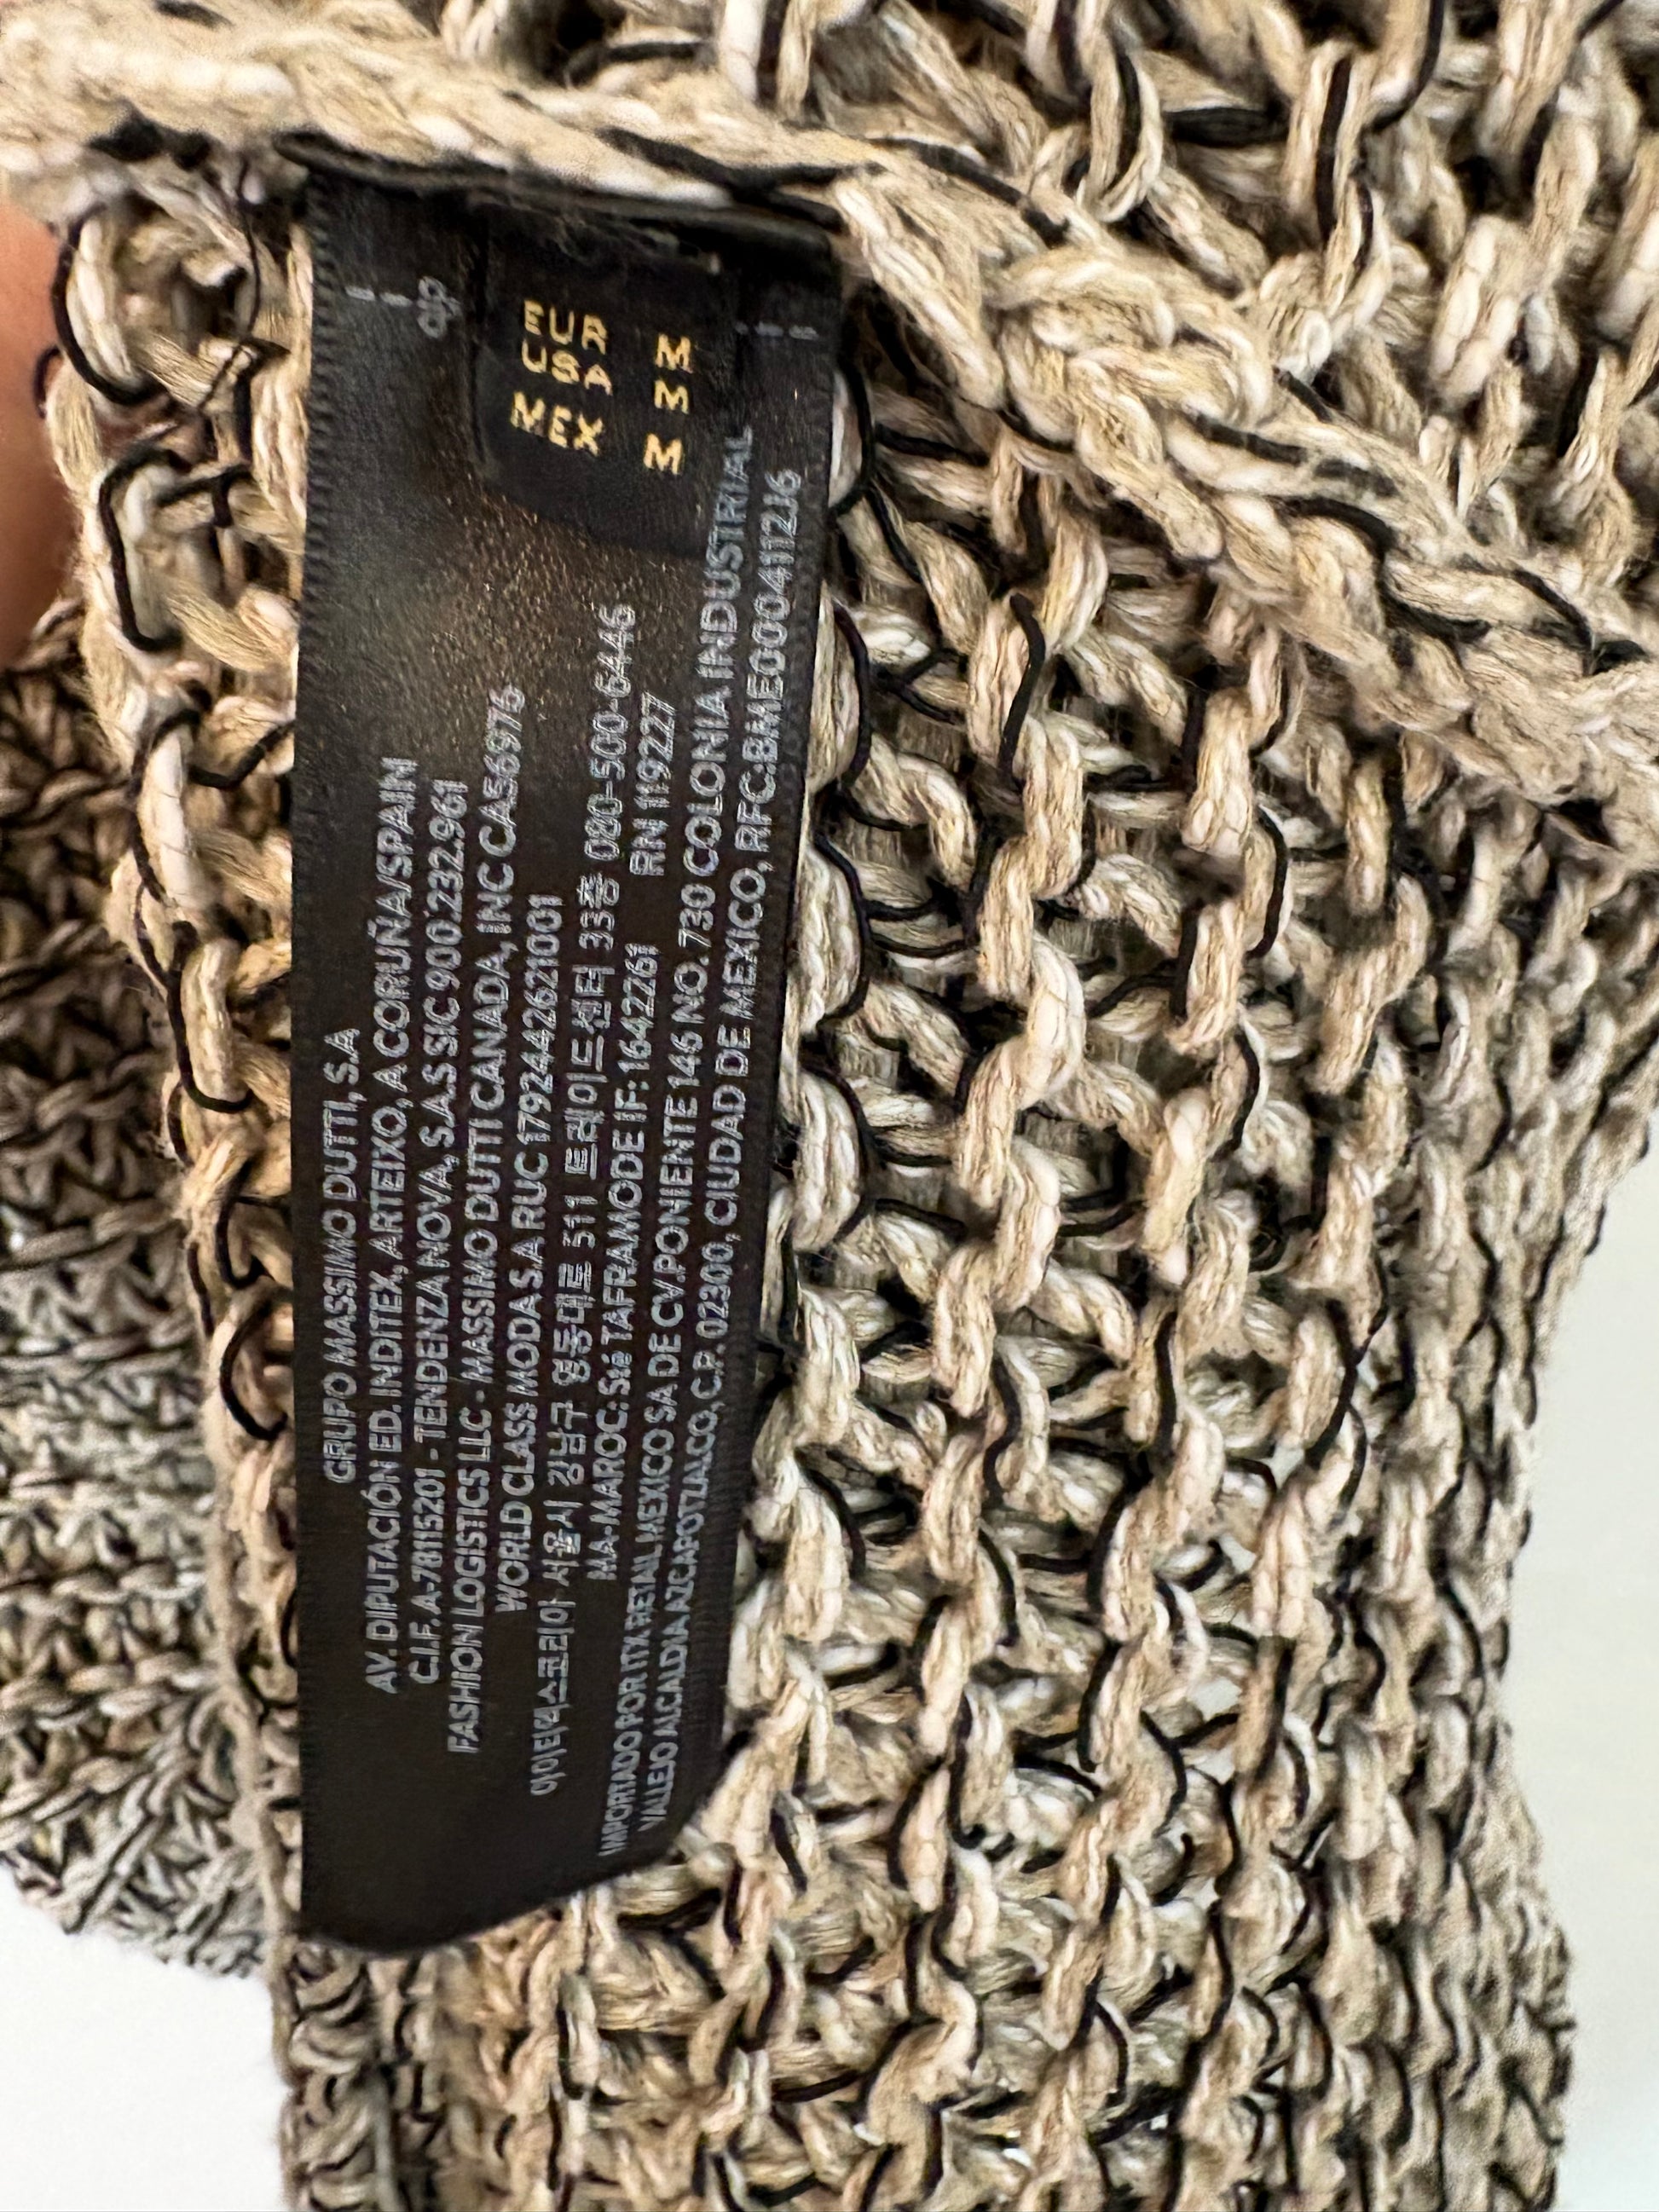 EUR M
USA M
MEX M
GRUPO MASSIMO DUTTI, S.A
AV. DIPUTACIÓN ED. INDITEX, ARTEIXO, A CORUÑA/SPAIN
C.I.F. A-78115201 - TENDENZA NOVA, S.A.S SIC 900.232.961
FASHION LOGISTICS LLC - MASSIMO DUTTI CANADA, INC CA56976
WORLD CLASS MODA S.A RUC 1792442621001
아이티엑스코리아 서울시 강남구 영동대로 511 트레이드센터 33층 080-500-6446
MA-MAROC: Sté TAFRAMODE IF: 1642261 RN 119227
IMPORTADO POR ITX RETAIL MEXICO SA DE CV. PONIENTE 146 NO. 730 COLONIA INDUSTRIAL
VALLEJO ALCALDIA AZCAPOTZALCO, C.P. 02300, CIUDAD DE MEXICO, RFC:BME0004112J6